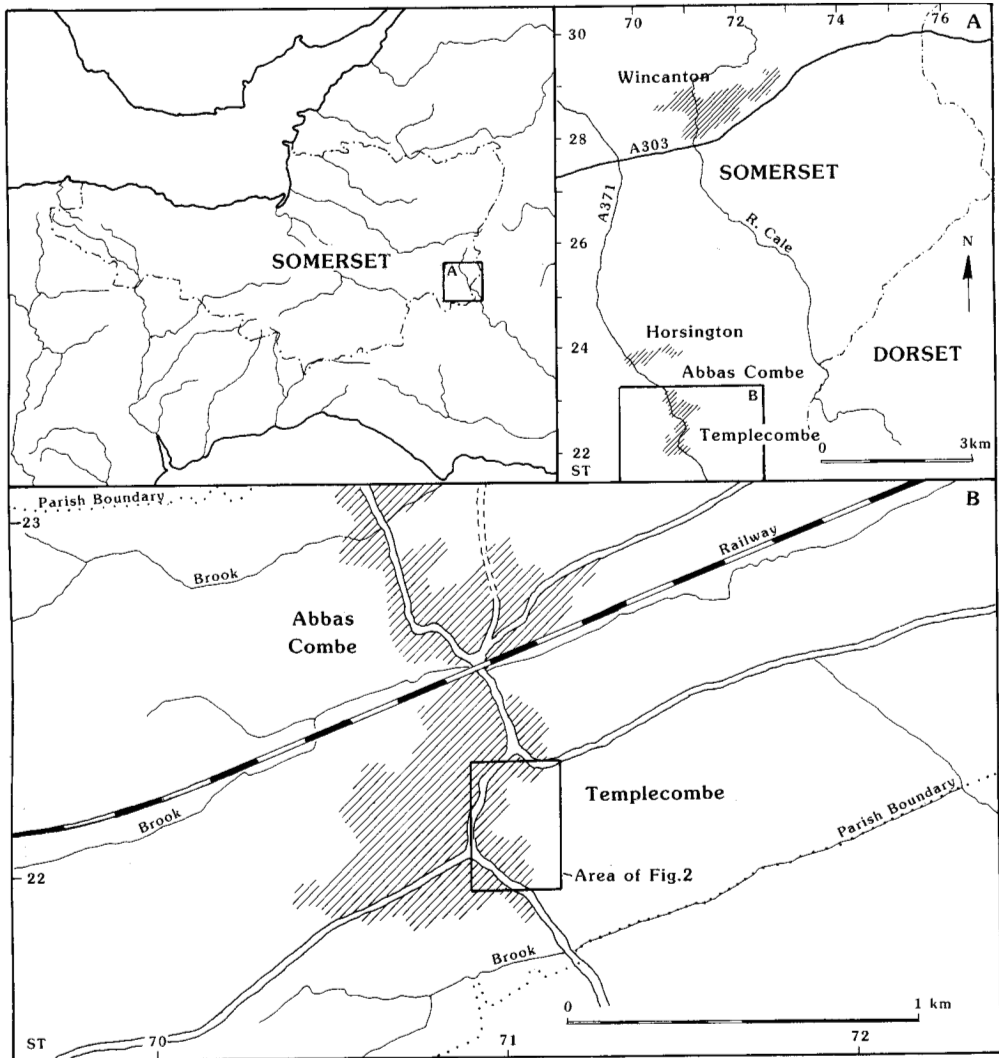 SOMERSET
A
70
72
74
76
A
30
28
26
24
22
ST
Wincanton
A303
A371
SOMERSET
R. Cale
N
Horsington
DORSET
Abbas Combe
B
Templecombe
0
3km
Parish Boundary
B
23
Brook
Railway
Abbas
Combe
Templecombe
Brook
Parish Boundary
22
Area of Fig.2
Brook
0
1 km
ST
70
71
72